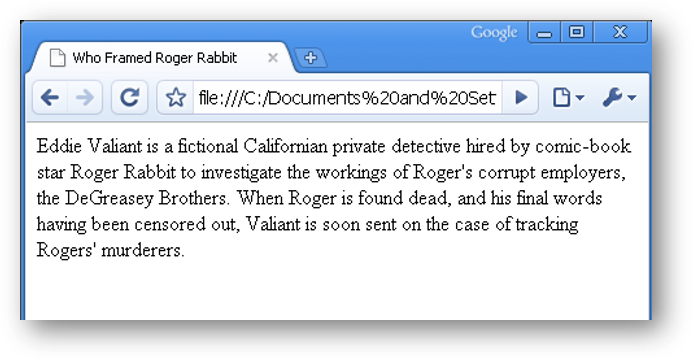 Google
Who Framed Roger Rabbit
file:///C:/Documents%20and%20Set
Eddie Valiant is a fictional Californian private detective hired by comic-book
star Roger Rabbit to investigate the workings of Roger's corrupt employers,
the DeGreasey Brothers. When Roger is found dead, and his final words
having been censored out, Valiant is soon sent on the case of tracking
Rogers' murderers.